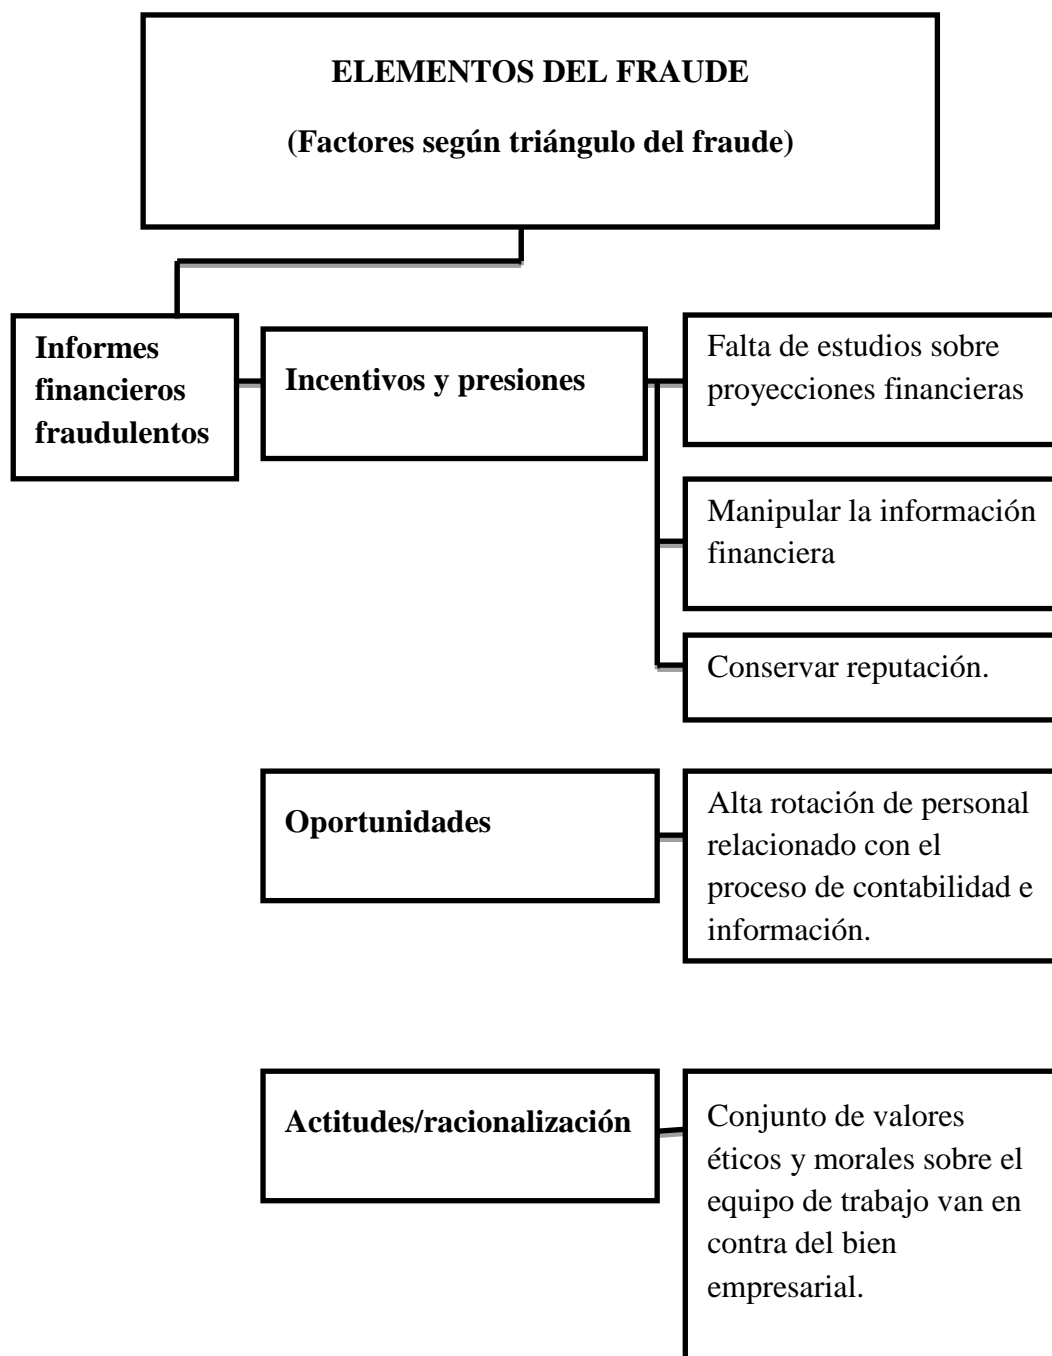 ELEMENTOS DEL FRAUDE
(Factores según triángulo del fraude)
Informes
financieros
fraudulentos
Incentivos y presiones
Falta de estudios sobre
proyecciones financieras
Manipular la información
financiera
Conservar reputación.
Oportunidades
Alta rotación de personal
relacionado con el
proceso de contabilidad e
información.
Actitudes/racionalización
Conjunto de valores
éticos y morales sobre el
equipo de trabajo van en
contra del bien
empresarial.